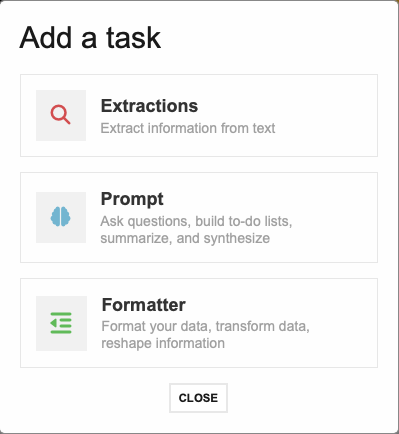 Add a task
Extractions
Extract information from text
Prompt
Ask questions, build to-do lists,
summarize, and synthesize
Formatter
Format your data, transform data,
reshape information
CLOSE